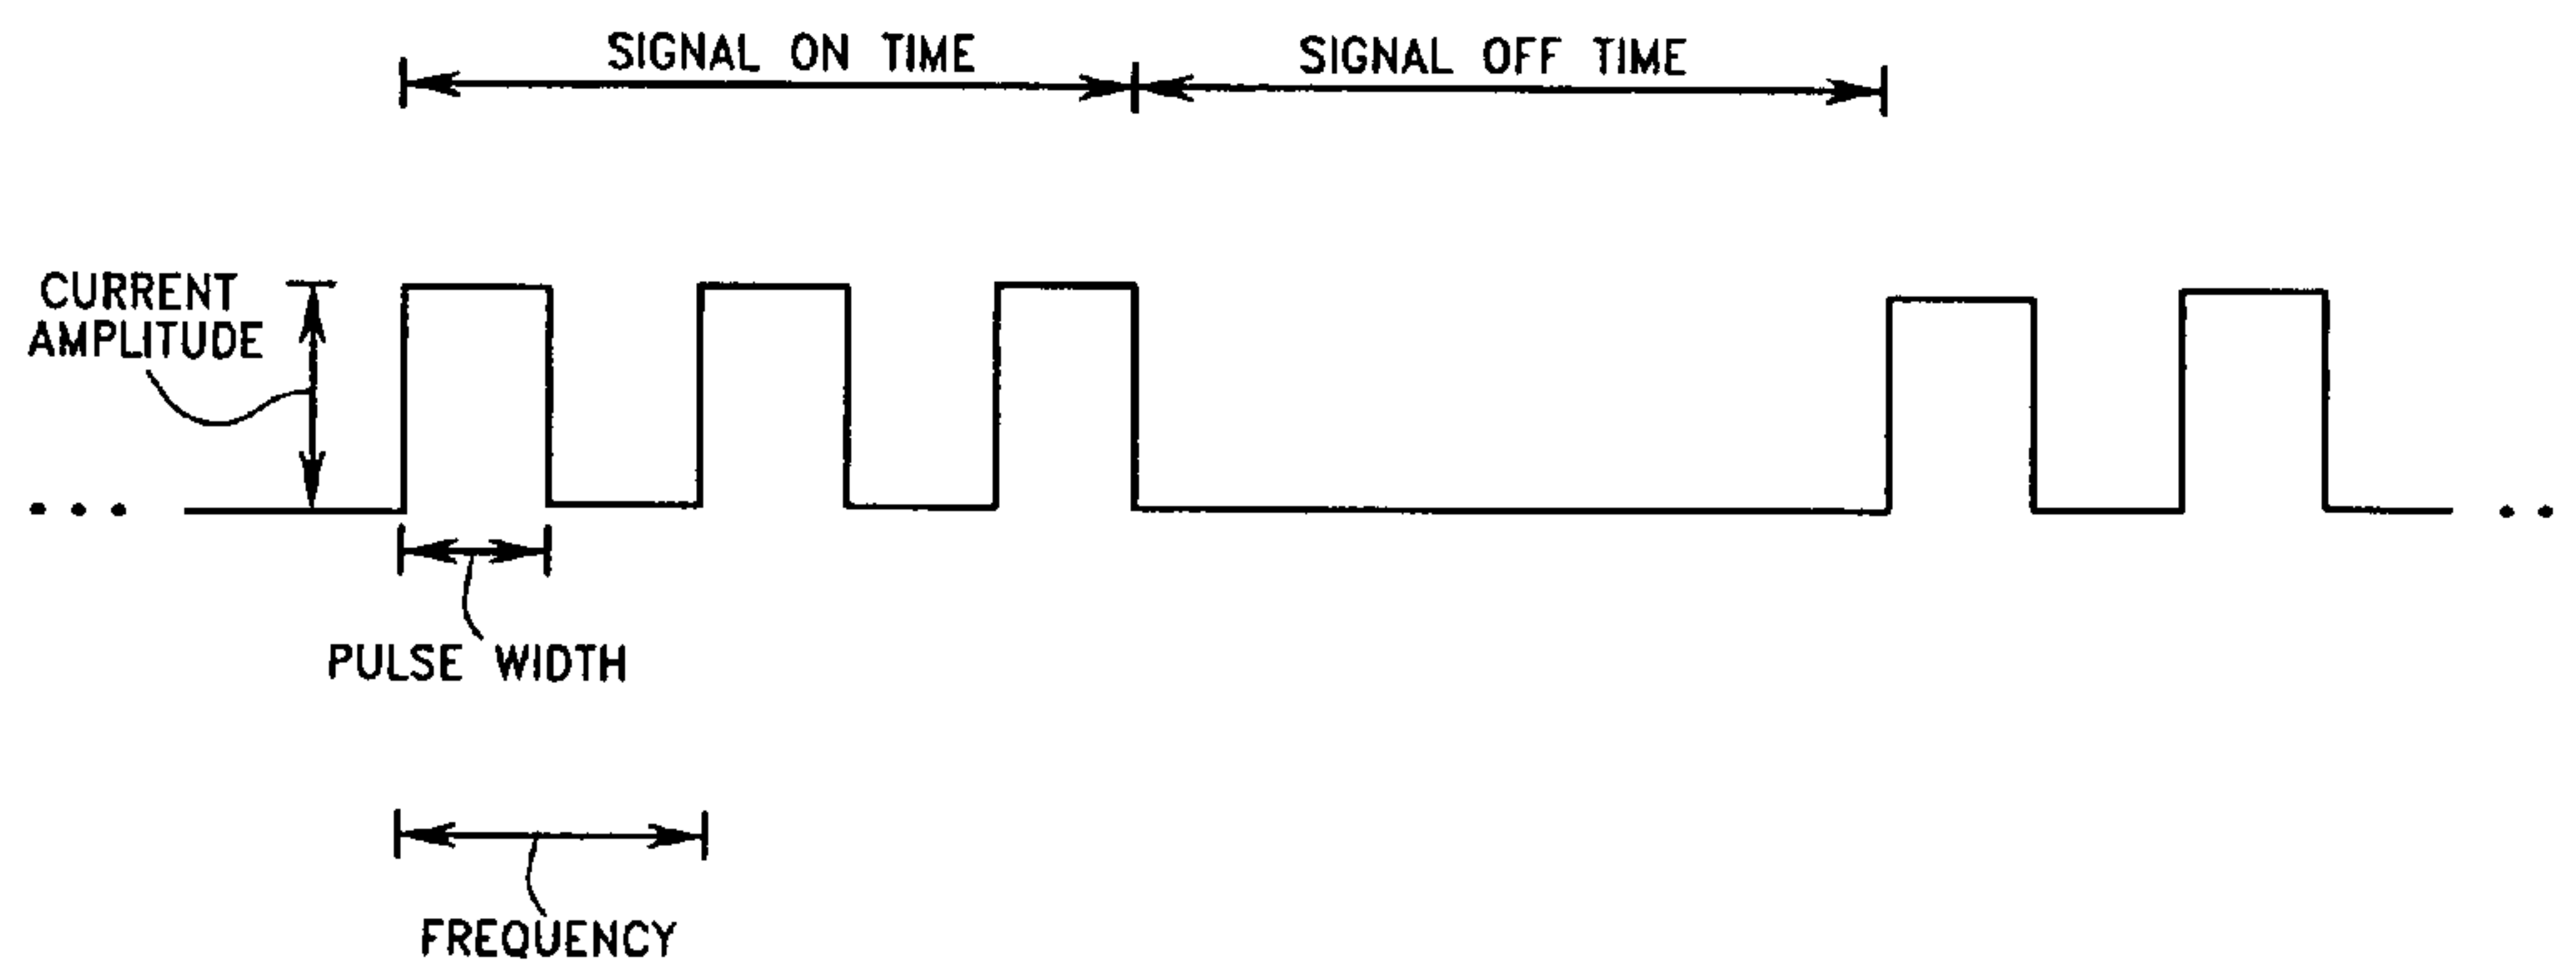 SIGNAL ON TIME
SIGNAL OFF TIME
CURRENT
AMPLITUDE
PULSE WIDTH
FREQUENCY